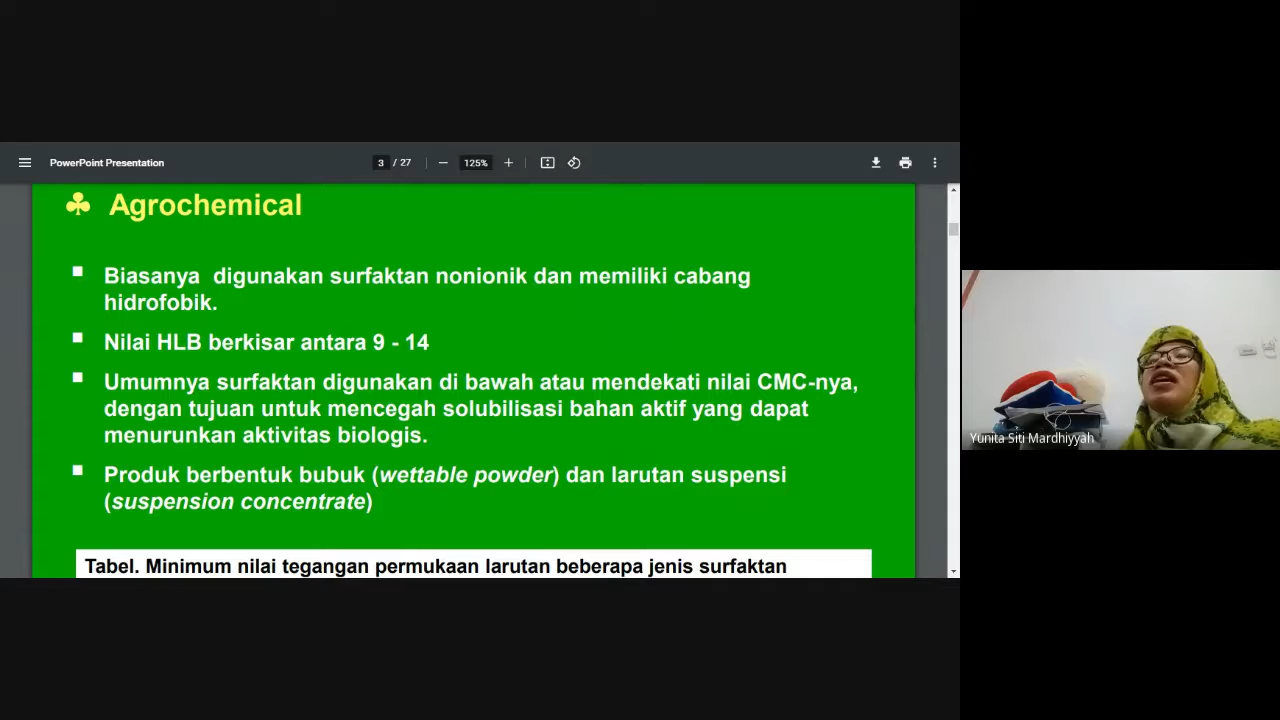 PowerPoint Presentation
3 / 27
125%
Agrochemical
Biasanya digunakan surfaktan nonionik dan memiliki cabang
hidrofobik.
Nilai HLB berkisar antara 9 - 14
Umumnya surfaktan digunakan di bawah atau mendekati nilai CMC-nya,
dengan tujuan untuk mencegah solubilisasi bahan aktif yang dapat
menurunkan aktivitas biologis.
Produk berbentuk bubuk (wettable powder) dan larutan suspensi
(suspension concentrate)
Tabel. Minimum nilai tegangan permukaan larutan beberapa jenis surfaktan
Yunita Siti Mardhiyyah